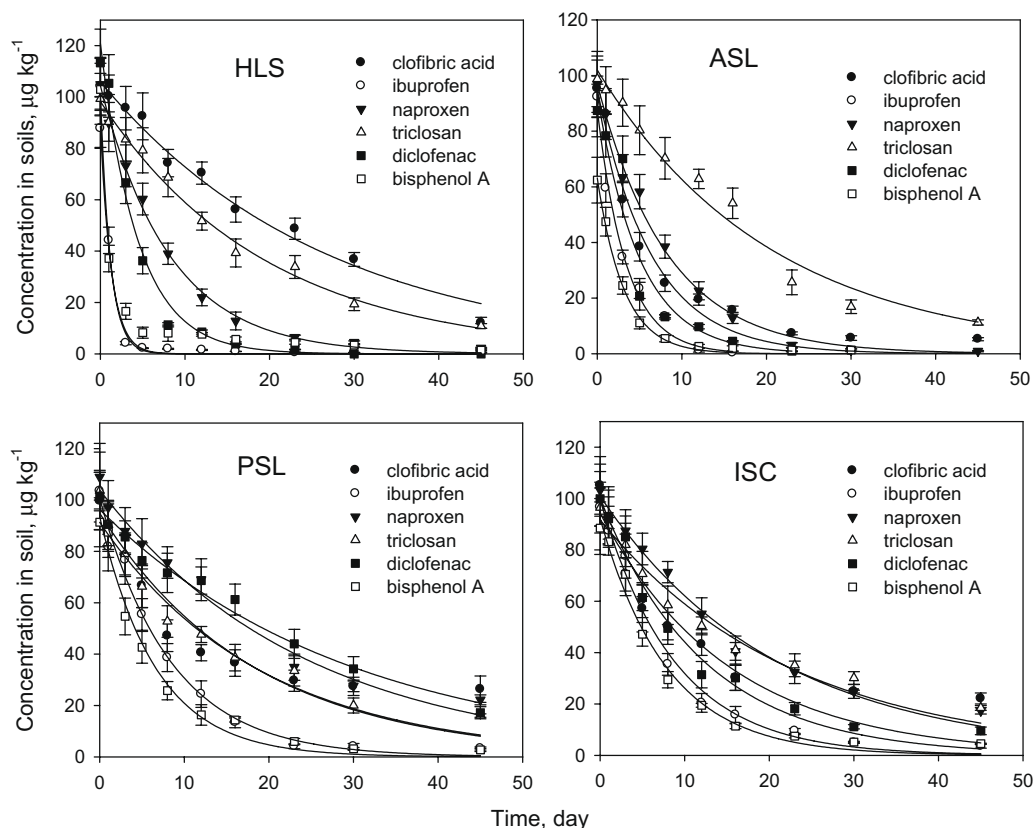 HLS
clofibric acid
ibuprofen
naproxen
triclosan
diclofenac
bisphenol A
120
100
80
60
40
20
0
0 10 20 30 40 50
Concentration in soils, µg kg⁻¹
ASL
clofibric acid
ibuprofen
naproxen
triclosan
diclofenac
bisphenol A
120
100
80
60
40
20
0
0 10 20 30 40 50
PSL
clofibric acid
ibuprofen
naproxen
triclosan
diclofenac
bisphenol A
120
100
80
60
40
20
0
0 10 20 30 40 50
Concentration in soil, µg kg⁻¹
ISC
clofibric acid
ibuprofen
naproxen
triclosan
diclofenac
bisphenol A
120
100
80
60
40
20
0
0 10 20 30 40 50
Time, day